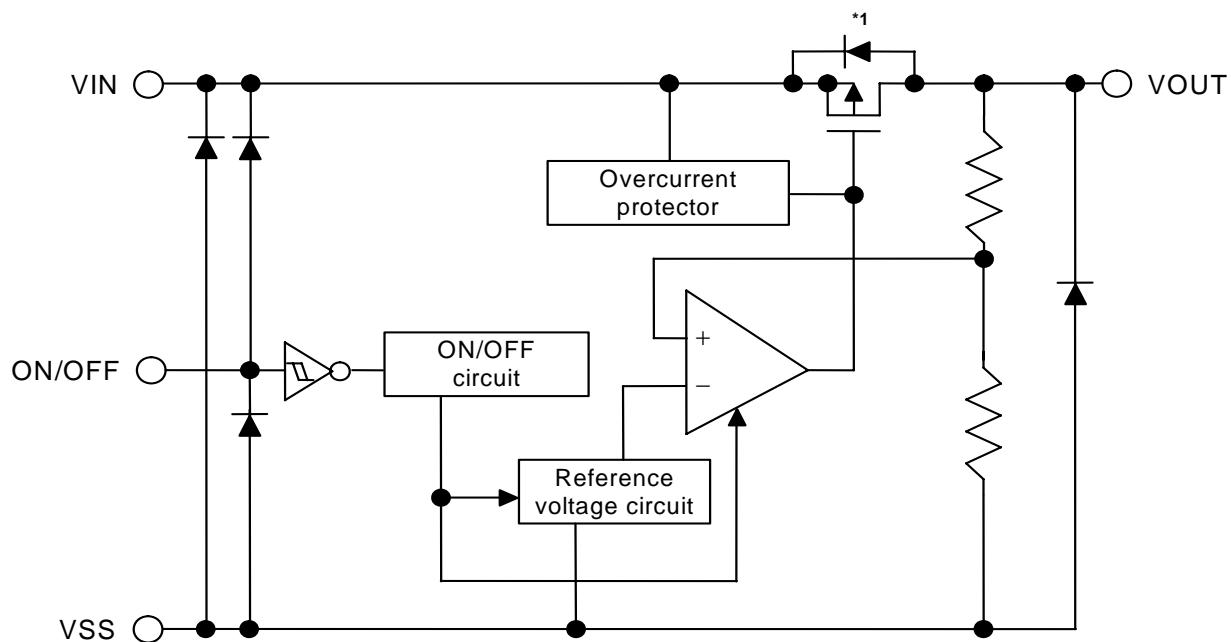 *1
VIN
VOUT
Overcurrent
protector
ON/OFF
ON/OFF
circuit
+
−
Reference
voltage circuit
VSS